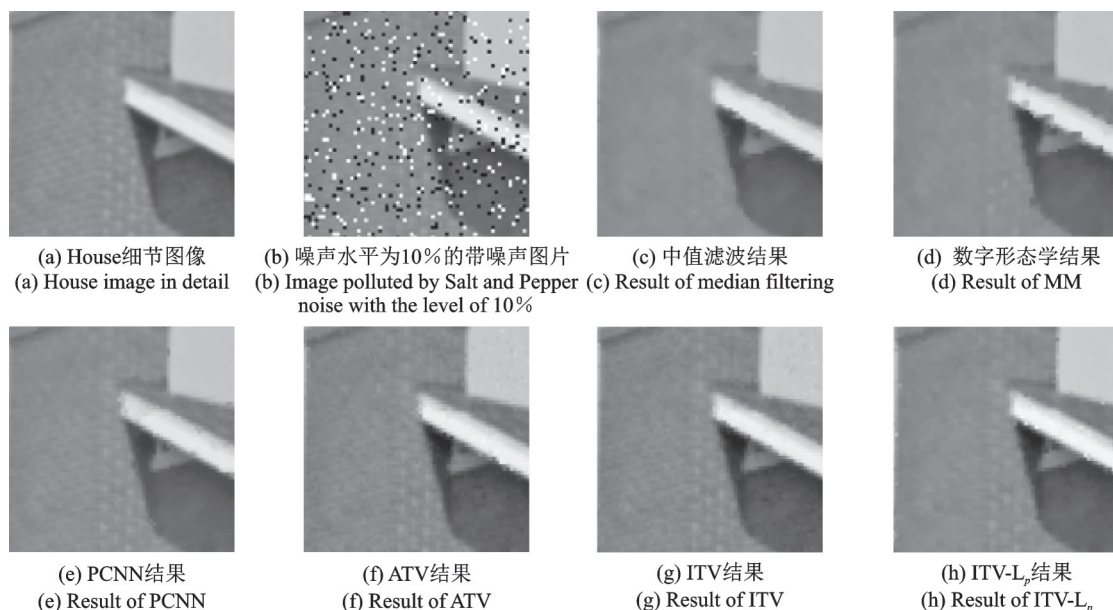 (a) House细节图像
(a) House image in detail
(b) 噪声水平为10%的带噪声图片
(b) Image polluted by Salt and Pepper
noise with the level of 10%
(c) 中值滤波结果
(c) Result of median filtering
(d) 数字形态学结果
(d) Result of MM
(e) PCNN结果
(e) Result of PCNN
(f) ATV结果
(f) Result of ATV
(g) ITV结果
(g) Result of ITV
(h) ITV-Lₚ结果
(h) Result of ITV-Lₚ